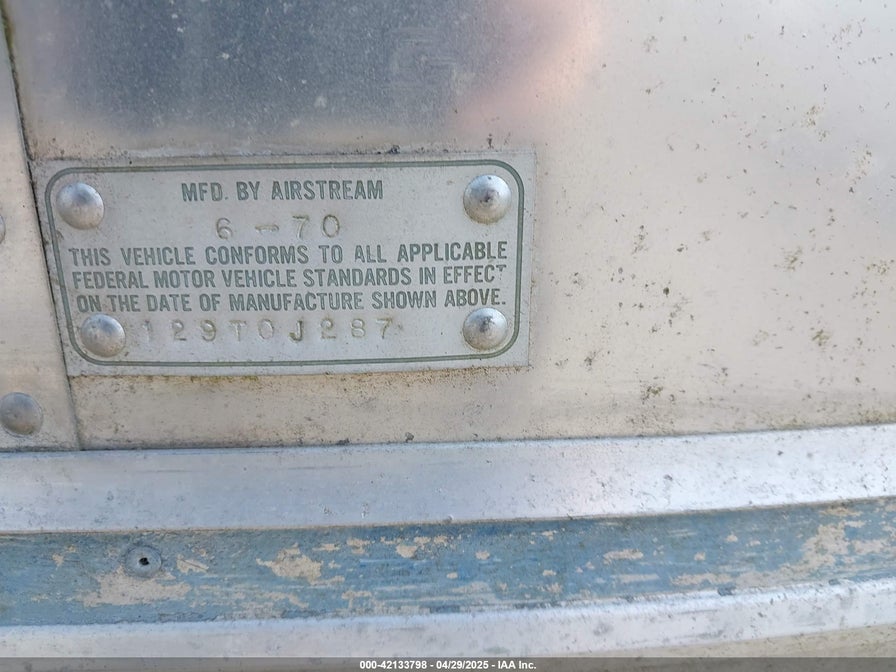 MFD. BY AIRSTREAM
6-70
THIS VEHICLE CONFORMS TO ALL APPLICABLE
FEDERAL MOTOR VEHICLE STANDARDS IN EFFECT
ON THE DATE OF MANUFACTURE SHOWN ABOVE.
129T0J287
000-42133798 - 04/29/2025 - IAA Inc.